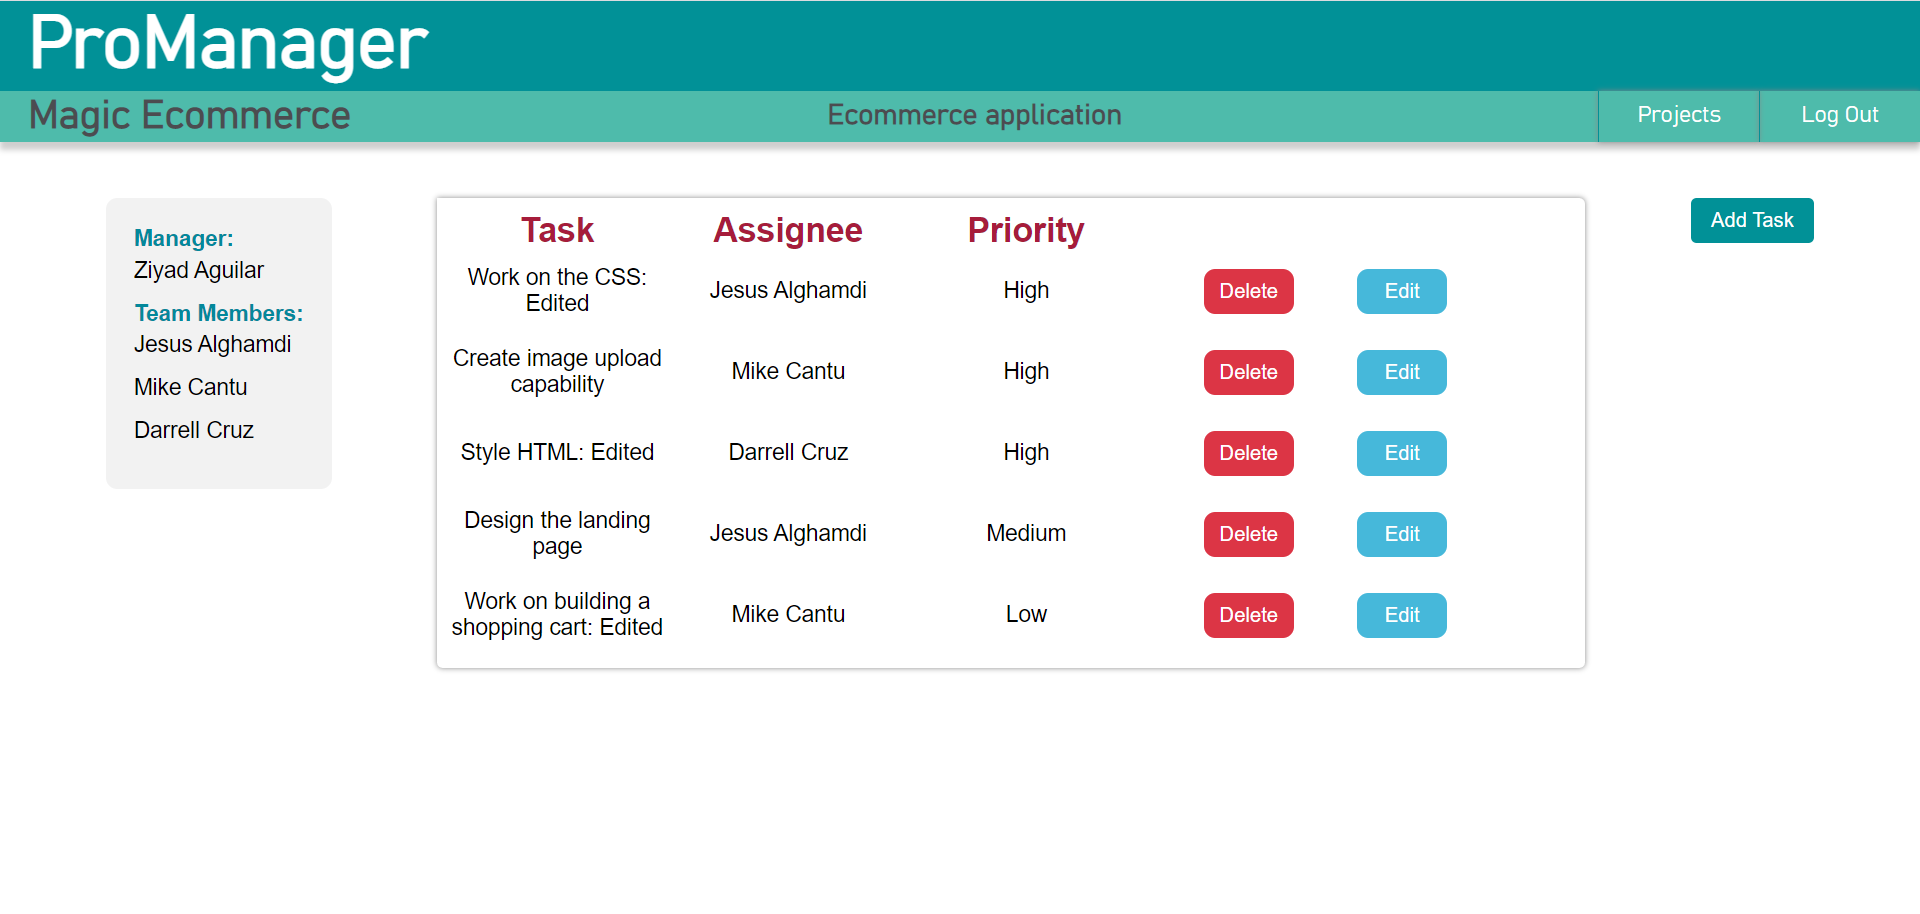 ProManager
Magic Ecommerce
Ecommerce application
Projects
Log Out
Manager:
Ziyad Aguilar
Team Members:
Jesus Alghamdi
Mike Cantu
Darrell Cruz
Task Assignee Priority
Work on the CSS:
Edited
Jesus Alghamdi
High
Delete
Edit
Create image upload
capability
Mike Cantu
High
Delete
Edit
Style HTML: Edited
Darrell Cruz
High
Delete
Edit
Design the landing
page
Jesus Alghamdi
Medium
Delete
Edit
Work on building a
shopping cart: Edited
Mike Cantu
Low
Delete
Edit
Add Task